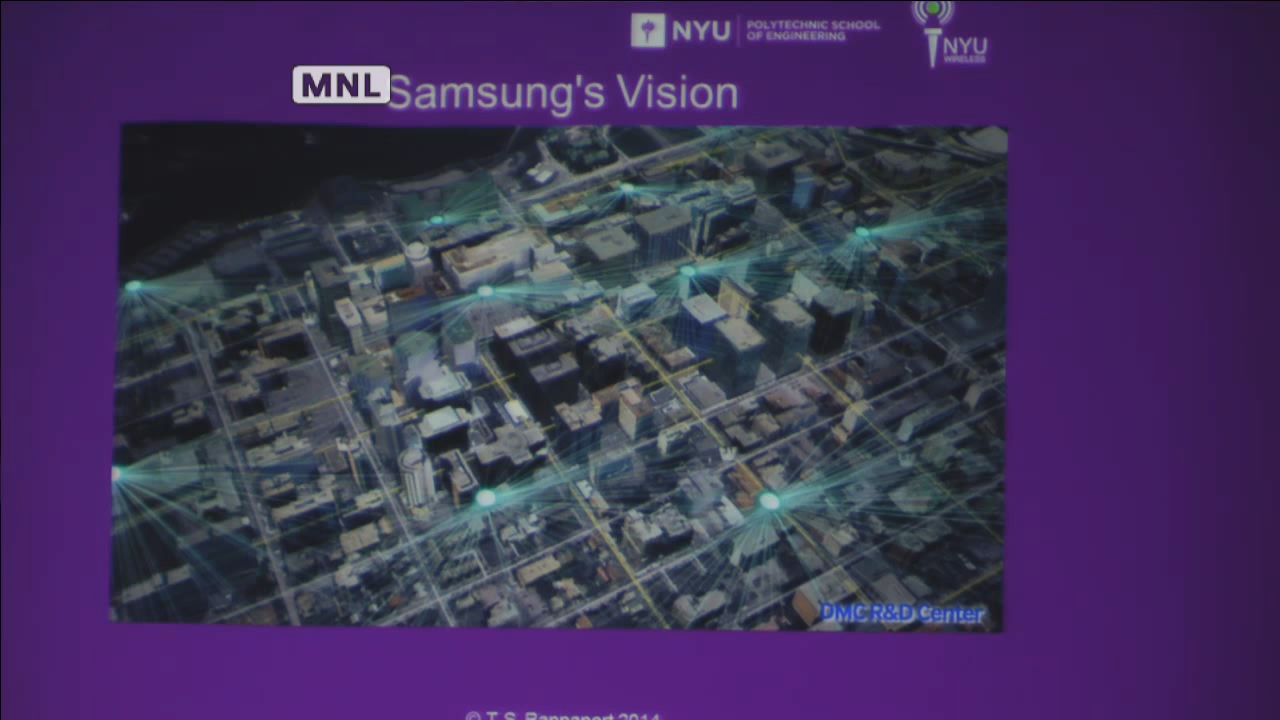 NYU
POLYTECHNIC SCHOOL
OF ENGINEERING
NYU
WIRELESS
MNL
Samsung's Vision
DMC R&D Center
© T.S. Rappaport 2014